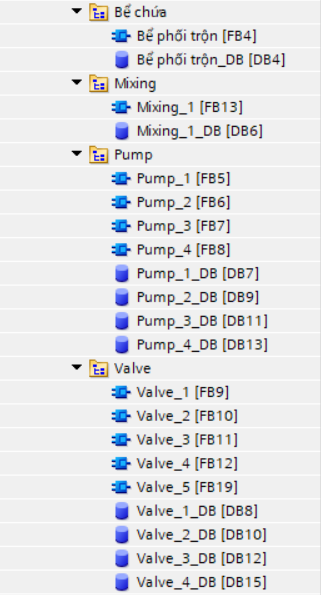 Bể chứa
Bể phối trộn [FB4]
Bể phối trộn_DB [DB4]
Mixing
Mixing_1 [FB13]
Mixing_1_DB [DB6]
Pump
Pump_1 [FB5]
Pump_2 [FB6]
Pump_3 [FB7]
Pump_4 [FB8]
Pump_1_DB [DB7]
Pump_2_DB [DB9]
Pump_3_DB [DB11]
Pump_4_DB [DB13]
Valve
Valve_1 [FB9]
Valve_2 [FB10]
Valve_3 [FB11]
Valve_4 [FB12]
Valve_5 [FB19]
Valve_1_DB [DB8]
Valve_2_DB [DB10]
Valve_3_DB [DB12]
Valve_4_DB [DB15]